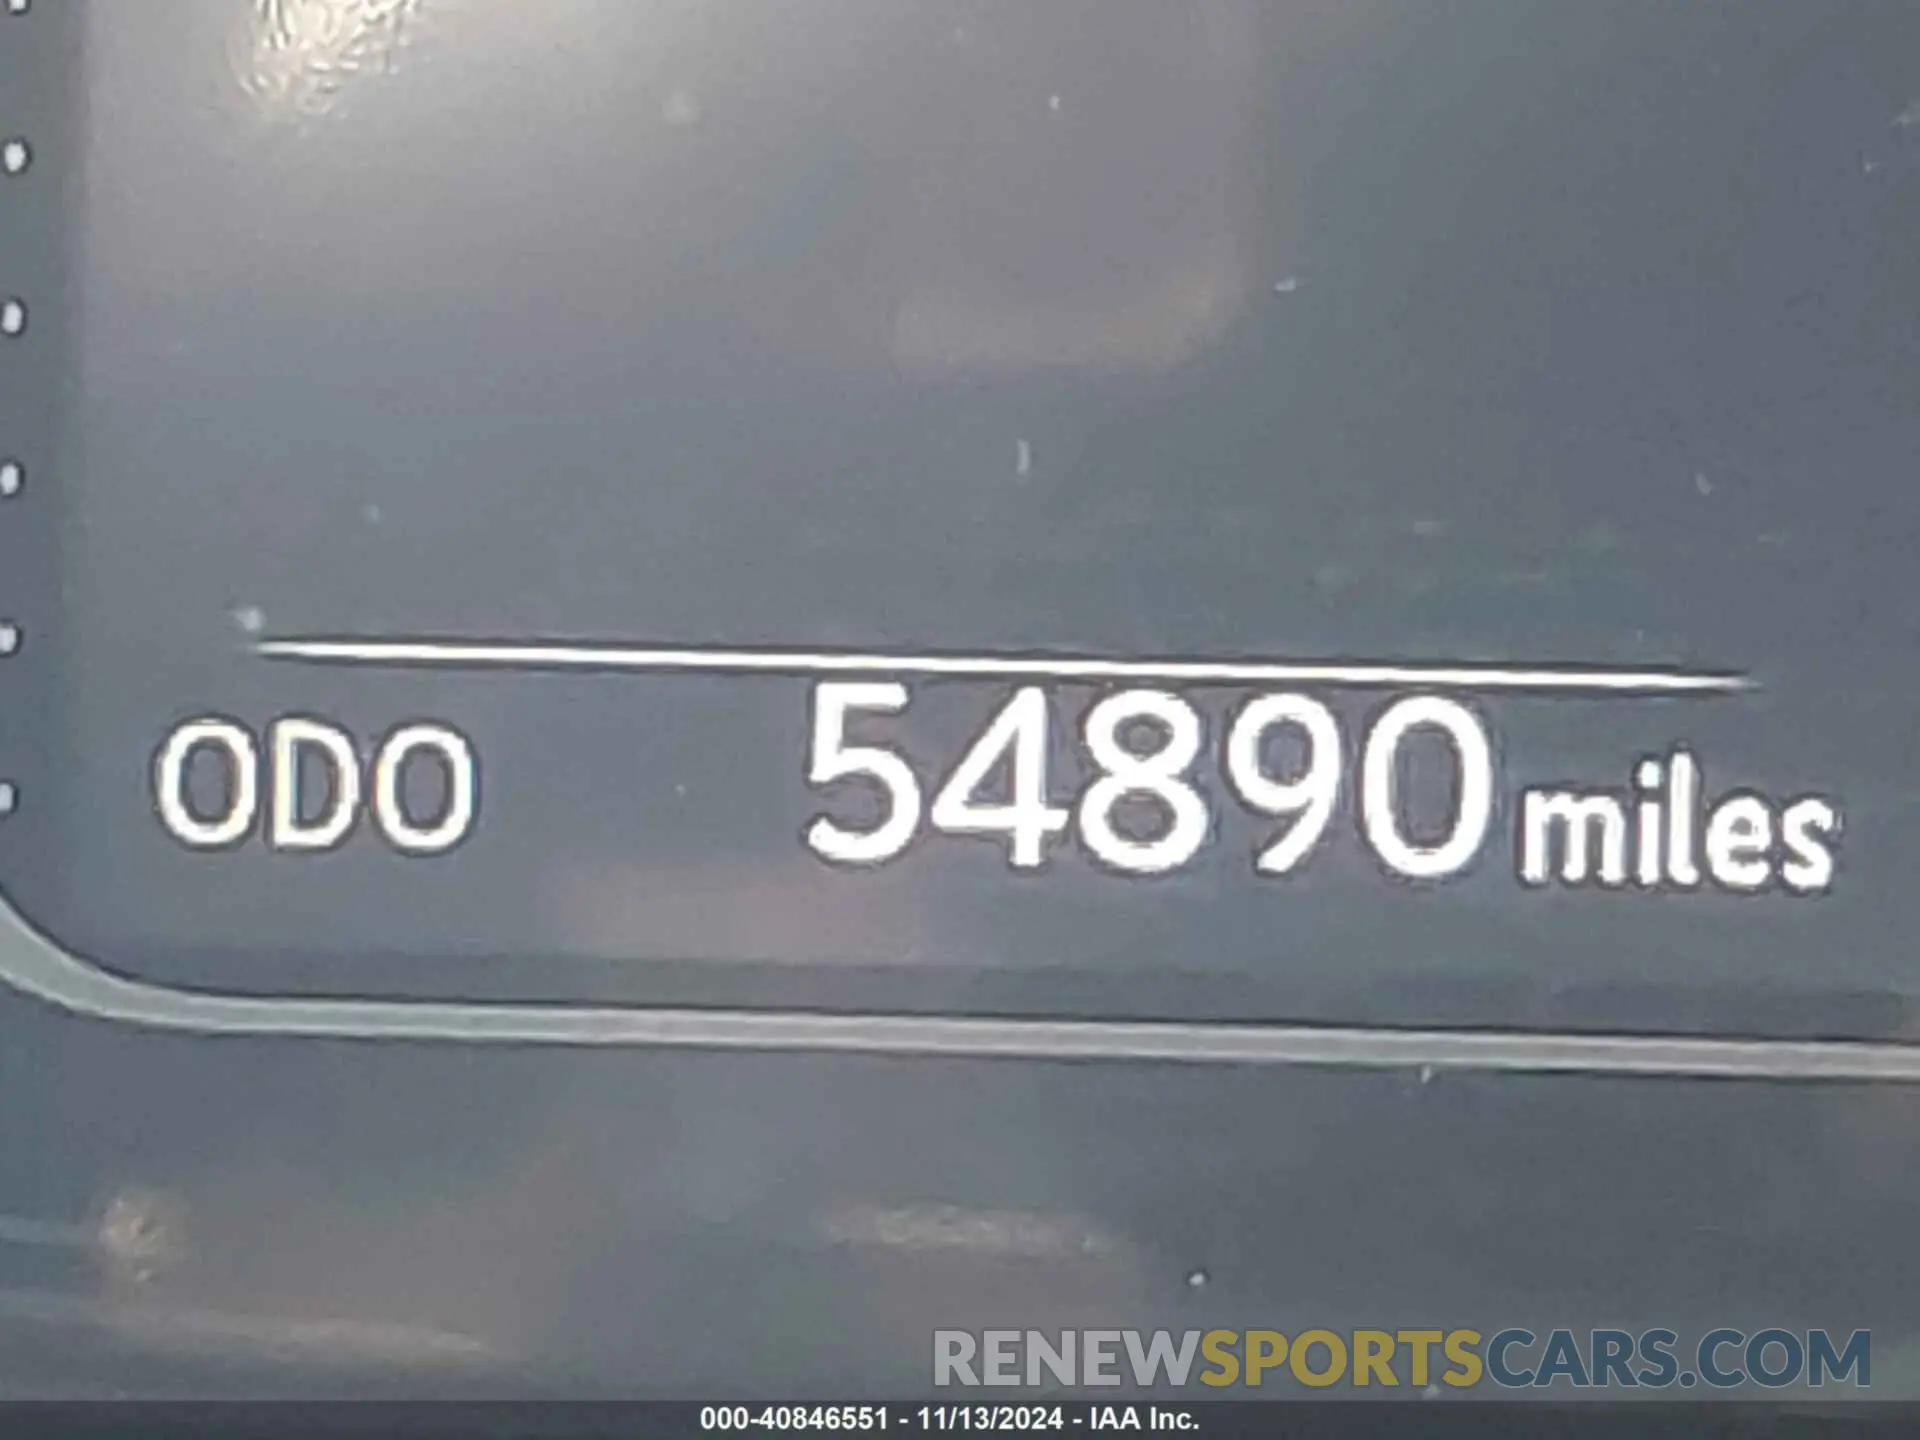 ODO 54890 miles
RENEWSPORTSCARS.COM
000-40846551 - 11/13/2024 - IAA Inc.